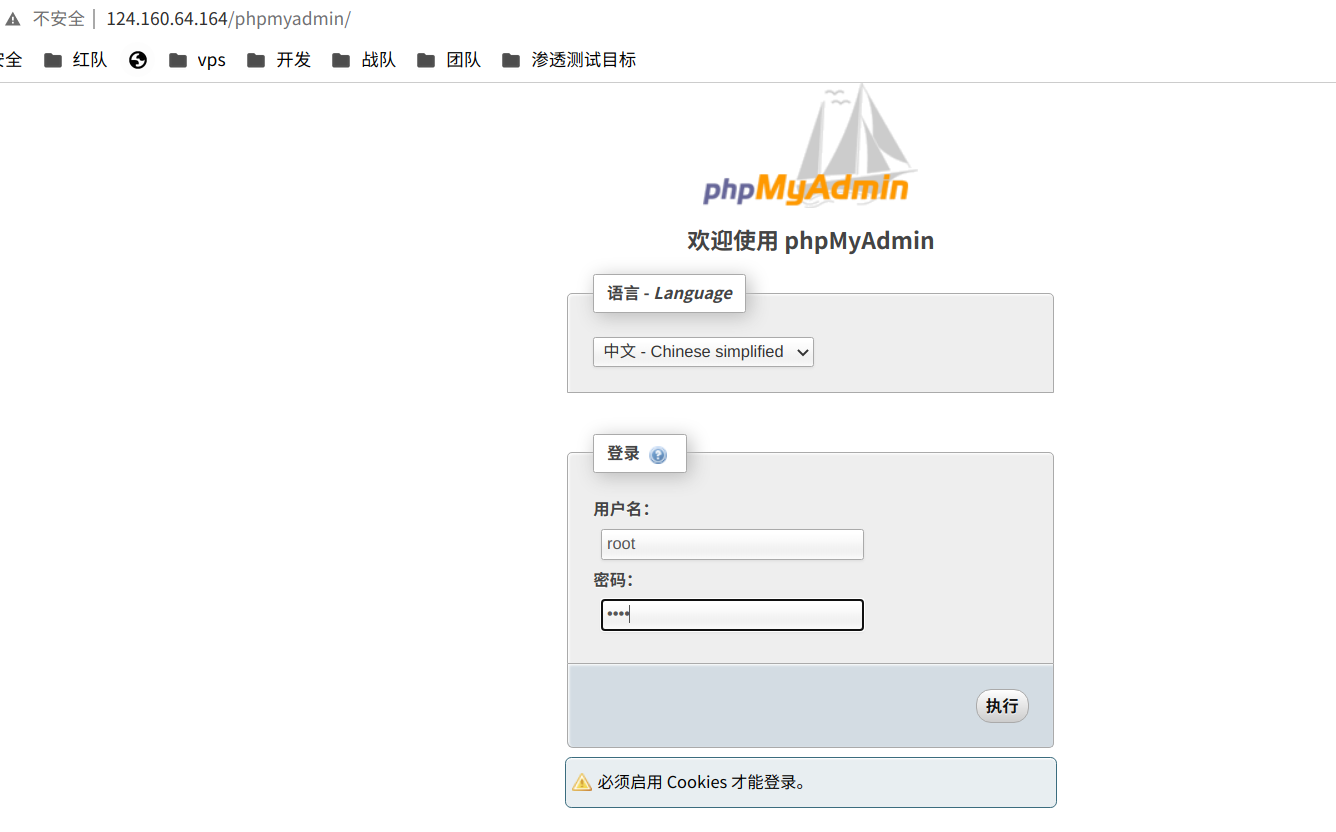 不安全 124.160.64.164/phpmyadmin/
安全 红队 vps 开发 战队 团队 渗透测试目标
phpMyAdmin
欢迎使用 phpMyAdmin
语言 - Language
中文 - Chinese simplified
登录
用户名：
root
密码：
••••
执行
必须启用 Cookies 才能登录。